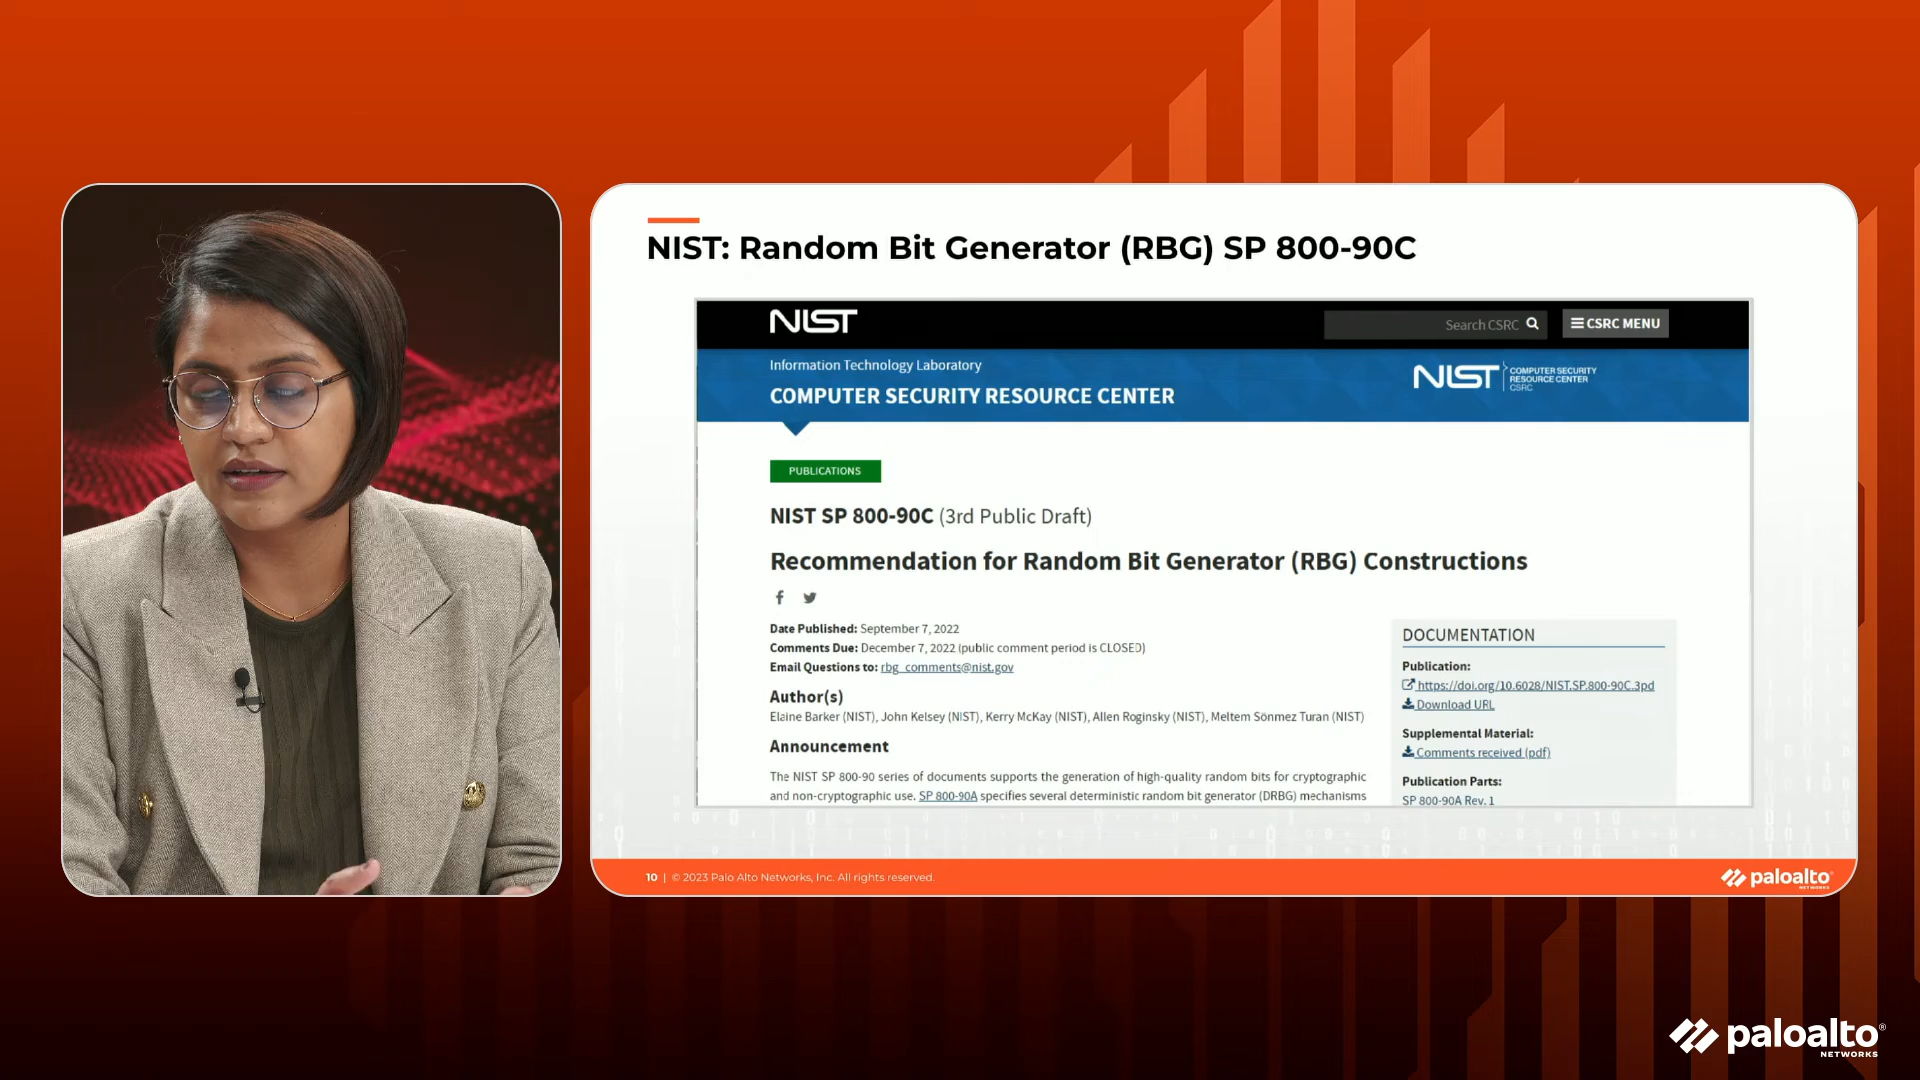 NIST: Random Bit Generator (RBG) SP 800-90C
NIST
Search CSRC
CSRC MENU
Information Technology Laboratory
COMPUTER SECURITY RESOURCE CENTER
NIST
COMPUTER SECURITY
RESOURCE CENTER
CSRC
PUBLICATIONS
NIST SP 800-90C (3rd Public Draft)
Recommendation for Random Bit Generator (RBG) Constructions
Date Published: September 7, 2022
Comments Due: December 7, 2022 (public comment period is CLOSED)
Email Questions to: rbg_comments@nist.gov
Author(s)
Elaine Barker (NIST), John Kelsey (NIST), Kerry McKay (NIST), Allen Roginsky (NIST), Meltem Sönmez Turan (NIST)
Announcement
The NIST SP 800-90 series of documents supports the generation of high-quality random bits for cryptographic
and non-cryptographic use. SP 800-90A specifies several deterministic random bit generator (DRBG) mechanisms
DOCUMENTATION
Publication:
https://doi.org/10.6028/NIST.SP.800-90C.3pd
Download URL
Supplemental Material:
Comments received (pdf)
Publication Parts:
SP 800-90A Rev. 1
10 | © 2023 Palo Alto Networks, Inc. All rights reserved.
paloalto
NETWORKS
paloalto®
NETWORKS